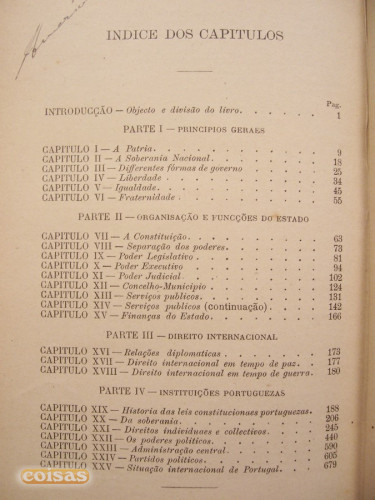 INDICE DOS CAPITULOS
Pag.
INTRODUCÇÃO — Objecto e divisão do livro. . . . . . . 1
PARTE I — PRINCIPIOS GERAES
CAPITULO I — A Patria . . . . . . . 9
CAPITULO II — A Soberania Nacional . . . . . . . 18
CAPITULO III — Differentes fórmas de governo . . . . . . . 25
CAPITULO IV — Liberdade . . . . . . . 34
CAPITULO V — Igualdade . . . . . . . 45
CAPITULO VI — Fraternidade . . . . . . . 55
PARTE II — ORGANISAÇÃO E FUNCÇÕES DO ESTADO
CAPITULO VII — A Constituição . . . . . . . 63
CAPITULO VIII — Separação dos poderes . . . . . . . 73
CAPITULO IX — Poder Legislativo . . . . . . . 81
CAPITULO X — Poder Executivo . . . . . . . 94
CAPITULO XI — Poder Judicial . . . . . . . 102
CAPITULO XII — Concelho-Municipio . . . . . . . 124
CAPITULO XIII — Serviços publicos . . . . . . . 131
CAPITULO XIV — Serviços publicos (continuação) . . . . . . . 142
CAPITULO XV — Finanças do Estado . . . . . . . 166
PARTE III — DIREITO INTERNACIONAL
CAPITULO XVI — Relações diplomaticas . . . . . . . 173
CAPITULO XVII — Direito internacional em tempo de paz . . . 177
CAPITULO XVIII — Direito internacional em tempo de guerra. . 180
PARTE IV — INSTITUIÇÕES PORTUGUEZAS
CAPITULO XIX — Historia das leis constitucionaes portuguezas. 188
CAPITULO XX — Da soberania . . . . . . . 206
CAPITULO XXI — Direitos individuaes e collectivos. . . . . 245
CAPITULO XXII — Os poderes politicos . . . . . . . 440
CAPITULO XXIII — Administração central . . . . . . . 590
CAPITULO XXIV — Partidos politicos . . . . . . . 605
CAPITULO XXV — Situação internacional de Portugal . . . . 679
coisas